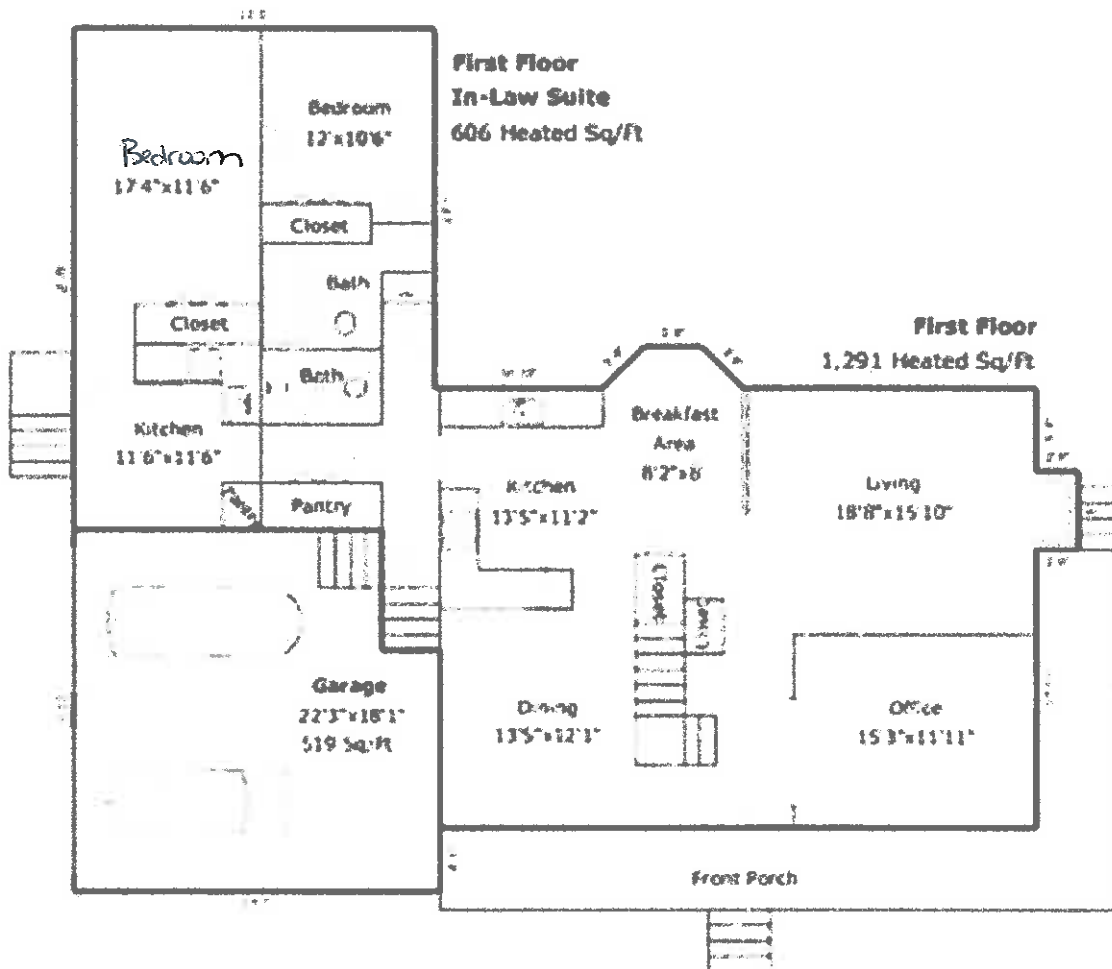 First Floor
In-Law Suite
606 Heated Sq/ft
Bedroom
12'x10'6"
Bedroom
17'4"x11'6"
Closet
Bath
Closet
Bath
First Floor
1,291 Heated Sq/ft
Kitchen
11'6"x11'6"
Breakfast
Area
8'2"x8'
Kitchen
13'5"x11'2"
Living
18'8"x15'10"
Pantry
Closet
Closet
Garage
22'3"x18'1"
519 Sq/ft
Dining
13'5"x12'1"
Office
15'3"x11'11"
Front Porch